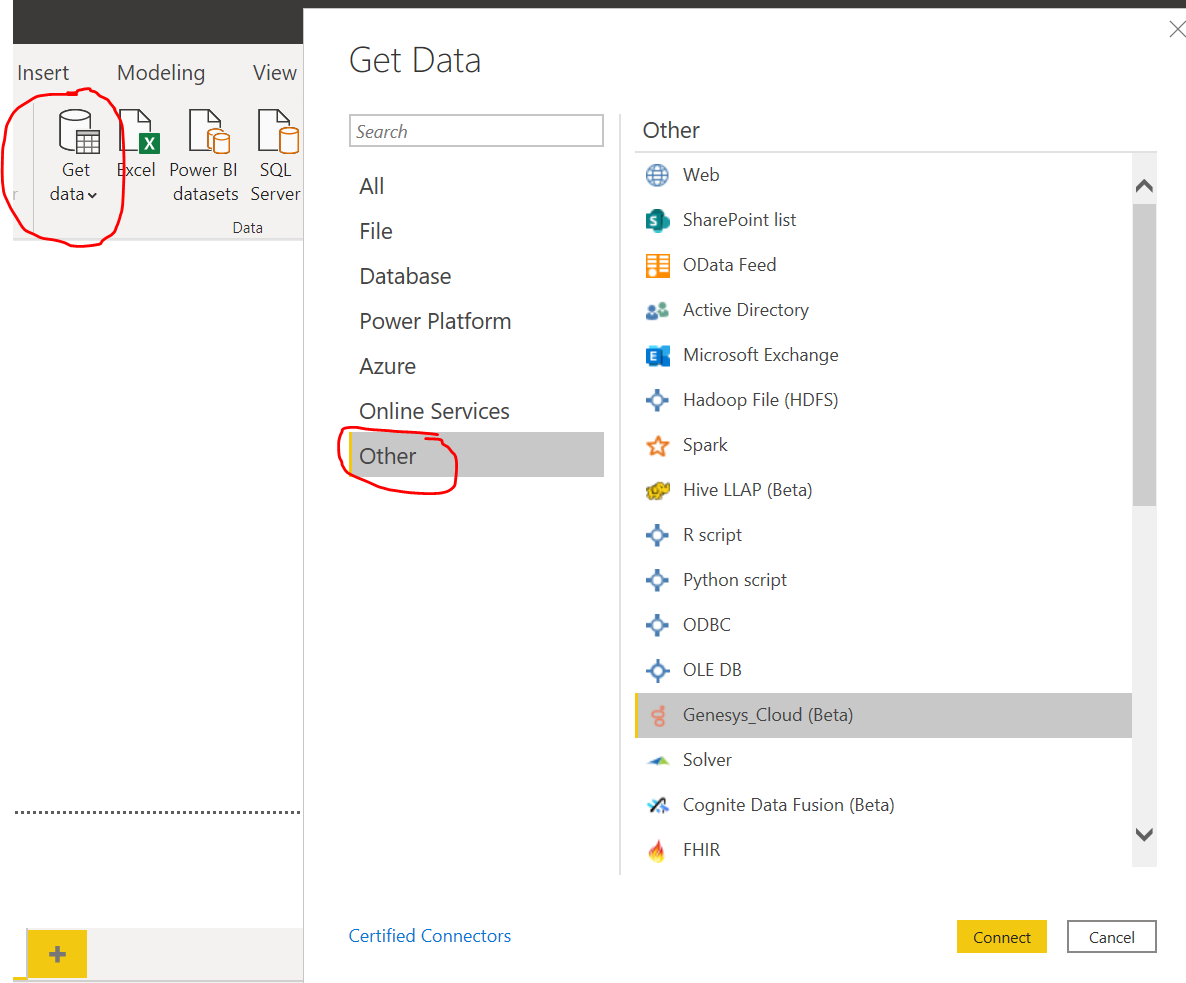 Insert Modeling View
Get data
Excel
Power BI datasets
SQL Server
Data
Get Data
Search
All
File
Database
Power Platform
Azure
Online Services
Other
Other
Web
SharePoint list
OData Feed
Active Directory
Microsoft Exchange
Hadoop File (HDFS)
Spark
Hive LLAP (Beta)
R script
Python script
ODBC
OLE DB
Genesys_Cloud (Beta)
Solver
Cognite Data Fusion (Beta)
FHIR
Certified Connectors
Connect
Cancel